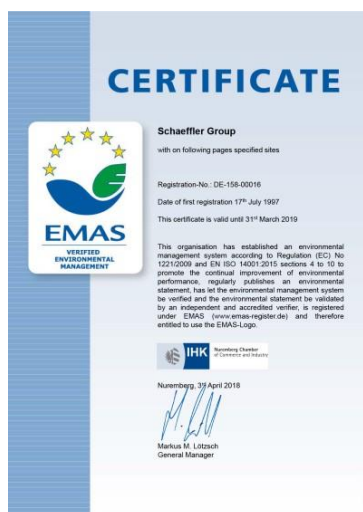 CERTIFICATE
Schaeffler Group
with on following pages specified sites
Registration-No.: DE-158-00016
Date of first registration 17th July 1997
This certificate is valid until 31st March 2019
EMAS
VERIFIED
ENVIRONMENTAL
MANAGEMENT
This organisation has established an environmental
management system according to Regulation (EC) No
1221/2009 and EN ISO 14001:2015 sections 4 to 10 to
promote the continual improvement of environmental
performance, regularly publishes an environmental
statement, has let the environmental management system
be verified and the environmental statement be validated
by an independent and accredited verifier, is registered
under EMAS (www.emas-register.de) and therefore
entitled to use the EMAS-Logo.
IHK
Nuremberg Chamber
of Commerce and Industry
Nuremberg, April 2018
Markus M. Lötzsch
General Manager